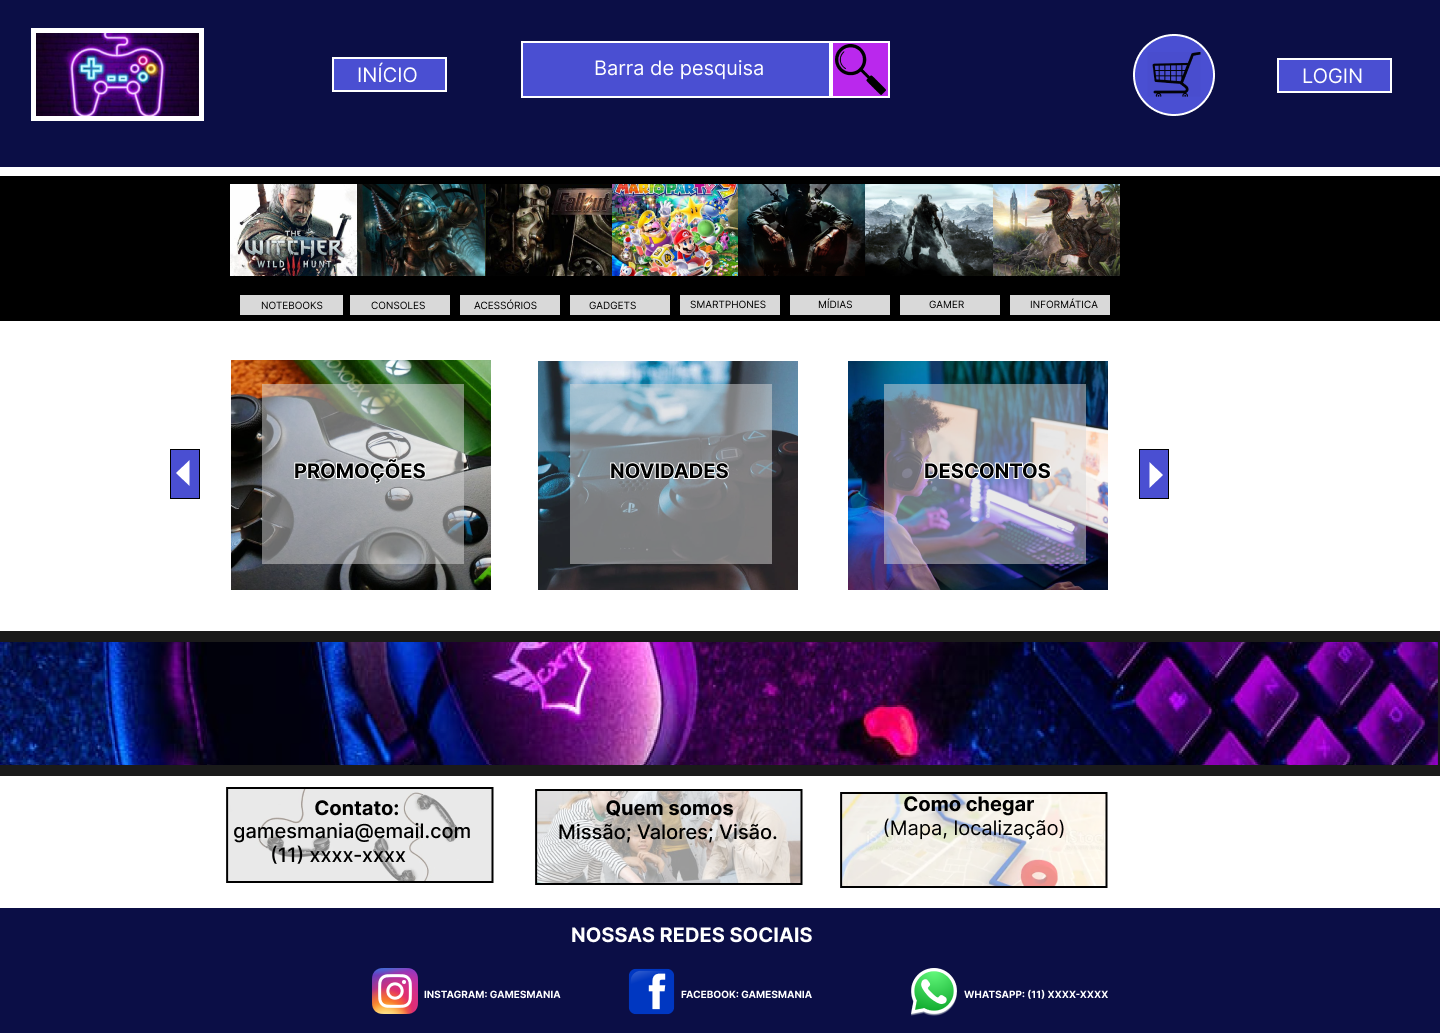 INÍCIO
Barra de pesquisa
LOGIN
THE
WITCHER
WILD HUNT
Fallout
MARIO PARTY 9
NOTEBOOKS
CONSOLES
ACESSÓRIOS
GADGETS
SMARTPHONES
MÍDIAS
GAMER
INFORMÁTICA
XBOX
PROMOÇÕES
NOVIDADES
DESCONTOS
Contato:
gamesmania@email.com
(11) xxxx-xxxx
Quem somos
Missão; Valores; Visão.
Como chegar
(Mapa, localização)
NOSSAS REDES SOCIAIS
INSTAGRAM: GAMESMANIA
FACEBOOK: GAMESMANIA
WHATSAPP: (11) XXXX-XXXX